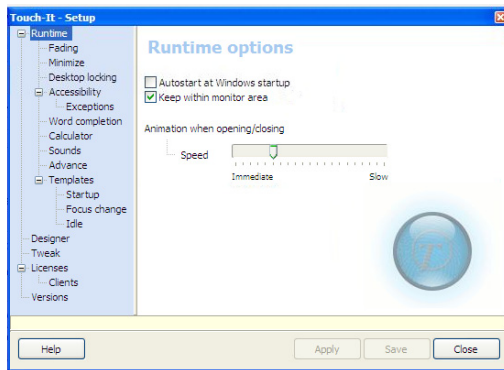 Touch-It - Setup
Runtime
Fading
Minimize
Desktop locking
Accessibility
Exceptions
Word completion
Calculator
Sounds
Advance
Templates
Startup
Focus change
Idle
Designer
Tweak
Licenses
Clients
Versions
Runtime options
Autostart at Windows startup
Keep within monitor area
Animation when opening/closing
Speed
Immediate Slow
T
Help Apply Save Close